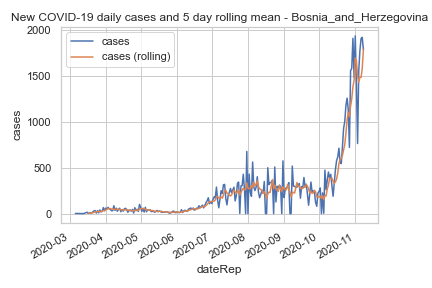 New COVID-19 daily cases and 5 day rolling mean - Bosnia_and_Herzegovina
cases
cases (rolling)
2000
1500
1000
500
0
cases
2020-03
2020-04
2020-05
2020-06
2020-07
2020-08
2020-09
2020-10
2020-11
dateRep